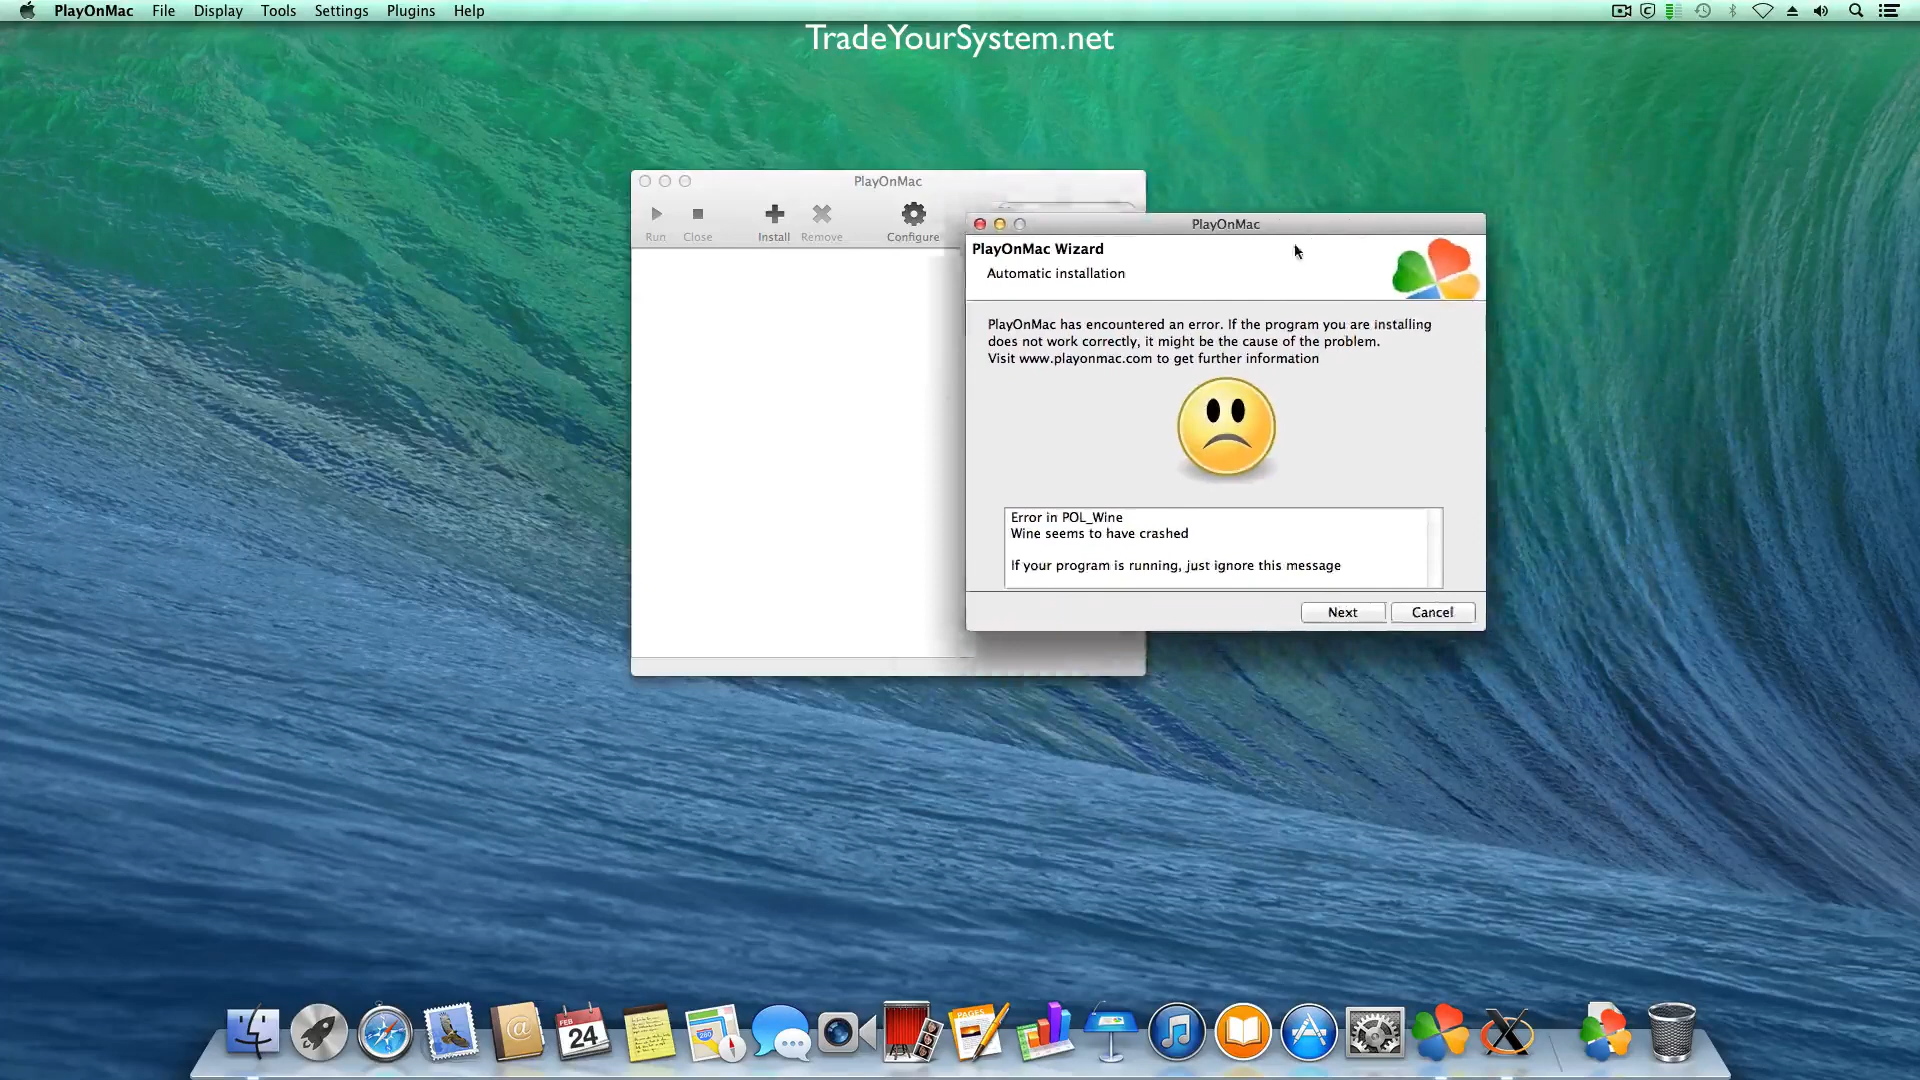 PlayOnMac File Display Tools Settings Plugins Help
TradeYourSystem.net
PlayOnMac
Run Close Install Remove Configure
PlayOnMac
PlayOnMac Wizard
Automatic installation
PlayOnMac has encountered an error. If the program you are installing
does not work correctly, it might be the cause of the problem.
Visit www.playonmac.com to get further information
Error in POL_Wine
Wine seems to have crashed
If your program is running, just ignore this message
Next Cancel
FEB
24
PAGES